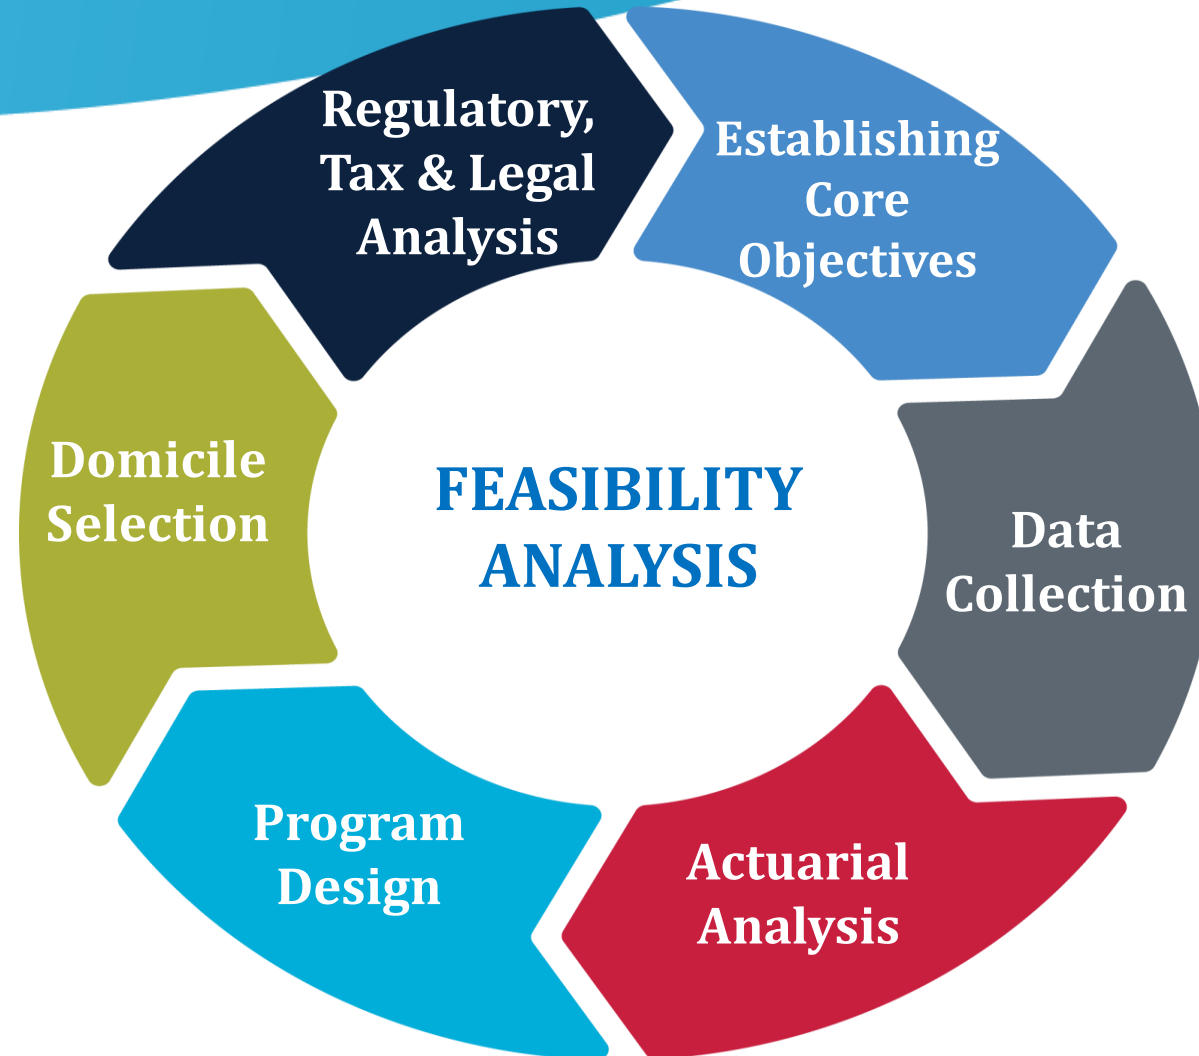 Regulatory,
Tax & Legal
Analysis
Establishing
Core
Objectives
Domicile
Selection
FEASIBILITY
ANALYSIS
Data
Collection
Program
Design
Actuarial
Analysis